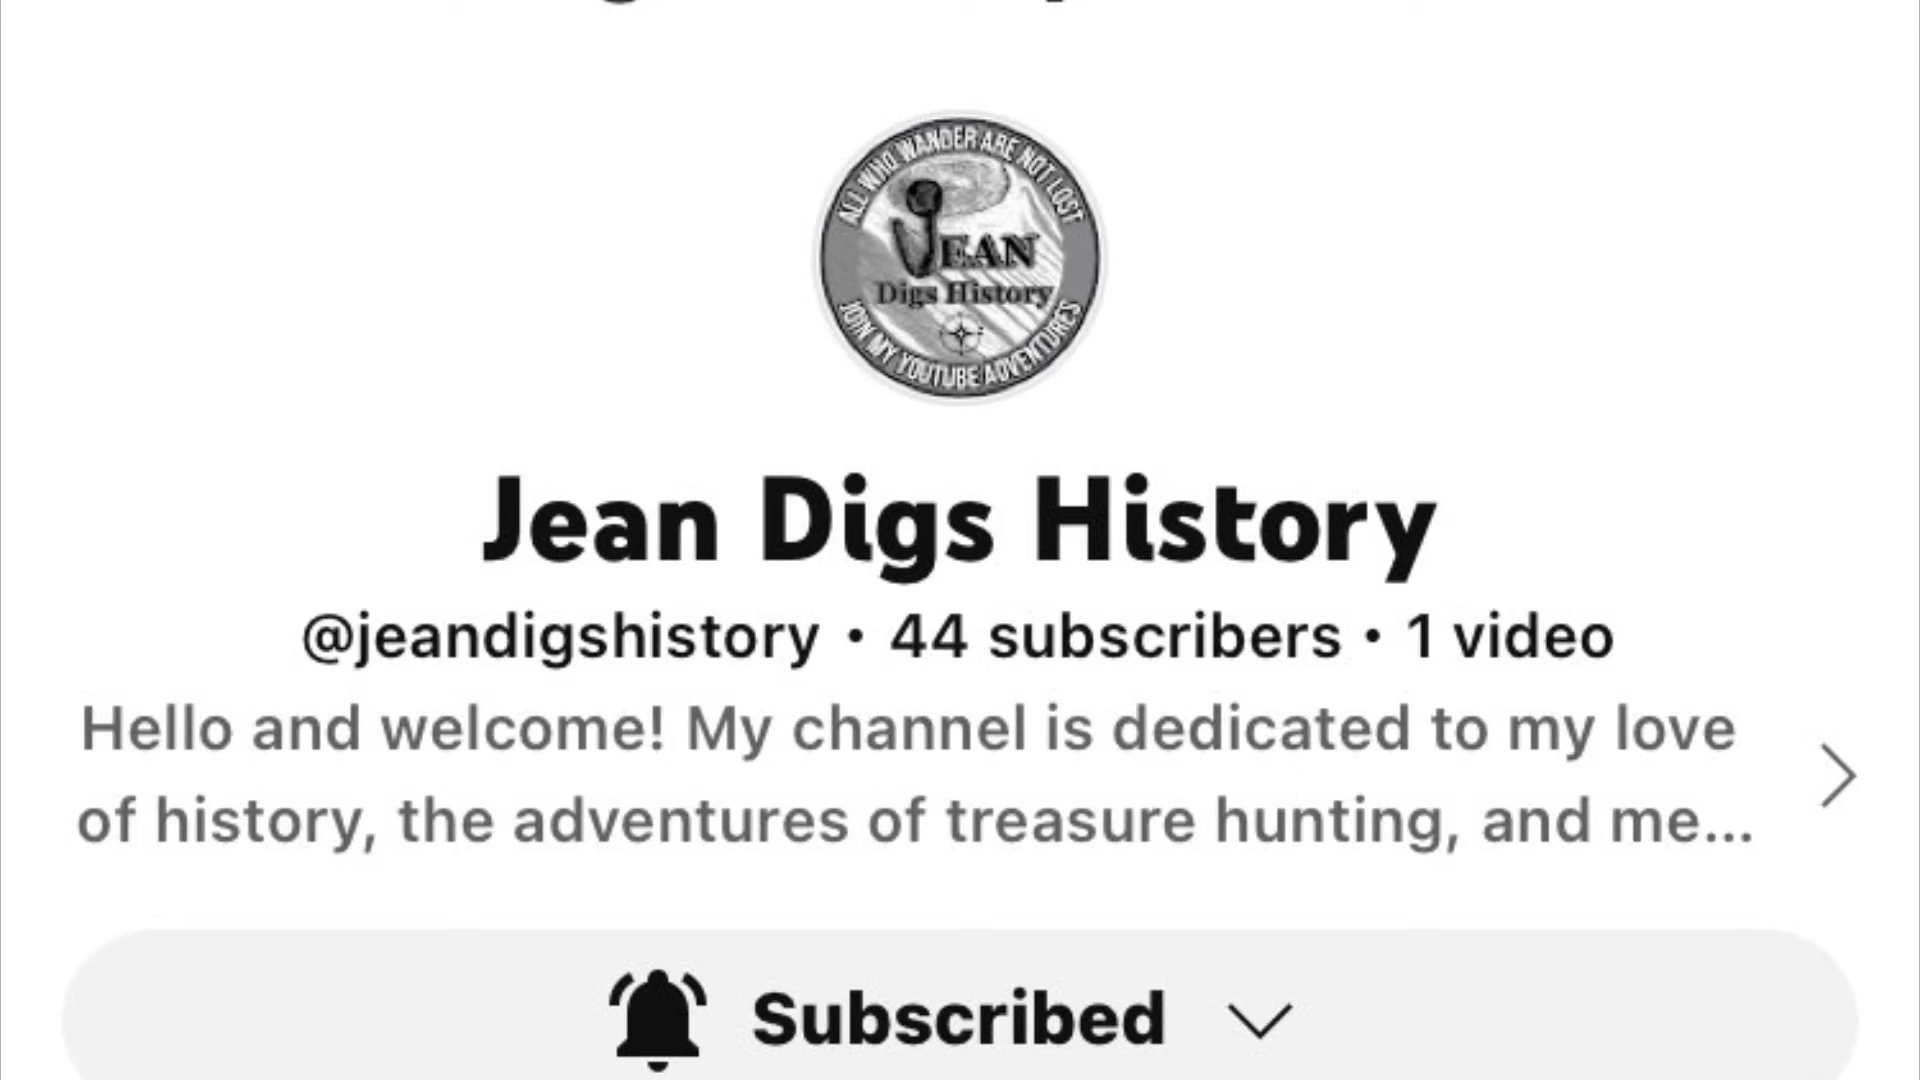 ALL WHO WANDER ARE NOT LOST
JEAN
Digs History
JOIN MY YOUTUBE ADVENTURES
Jean Digs History
@jeandigshistory • 44 subscribers • 1 video
Hello and welcome! My channel is dedicated to my love
of history, the adventures of treasure hunting, and me...
Subscribed